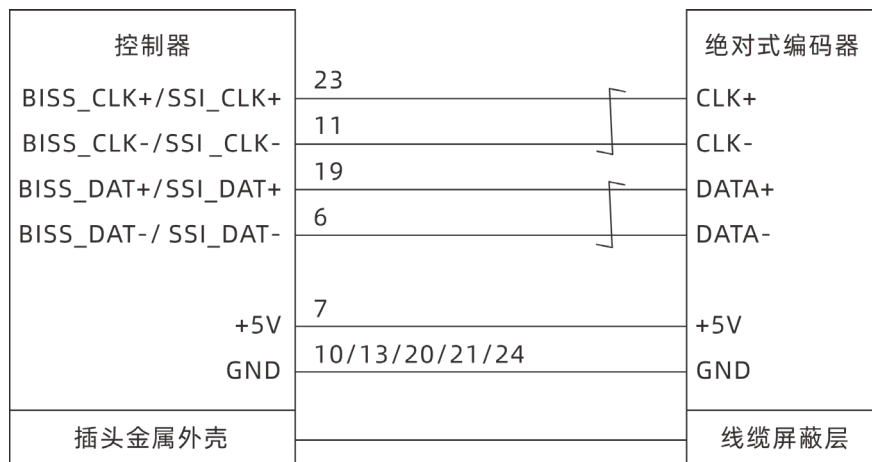 控制器
绝对式编码器
BISS_CLK+/SSI_CLK+ 23 CLK+
BISS_CLK-/SSI _CLK- 11 CLK-
BISS_DAT+/SSI_DAT+ 19 DATA+
BISS_DAT-/ SSI_DAT- 6 DATA-
+5V 7 +5V
GND 10/13/20/21/24 GND
插头金属外壳 线缆屏蔽层